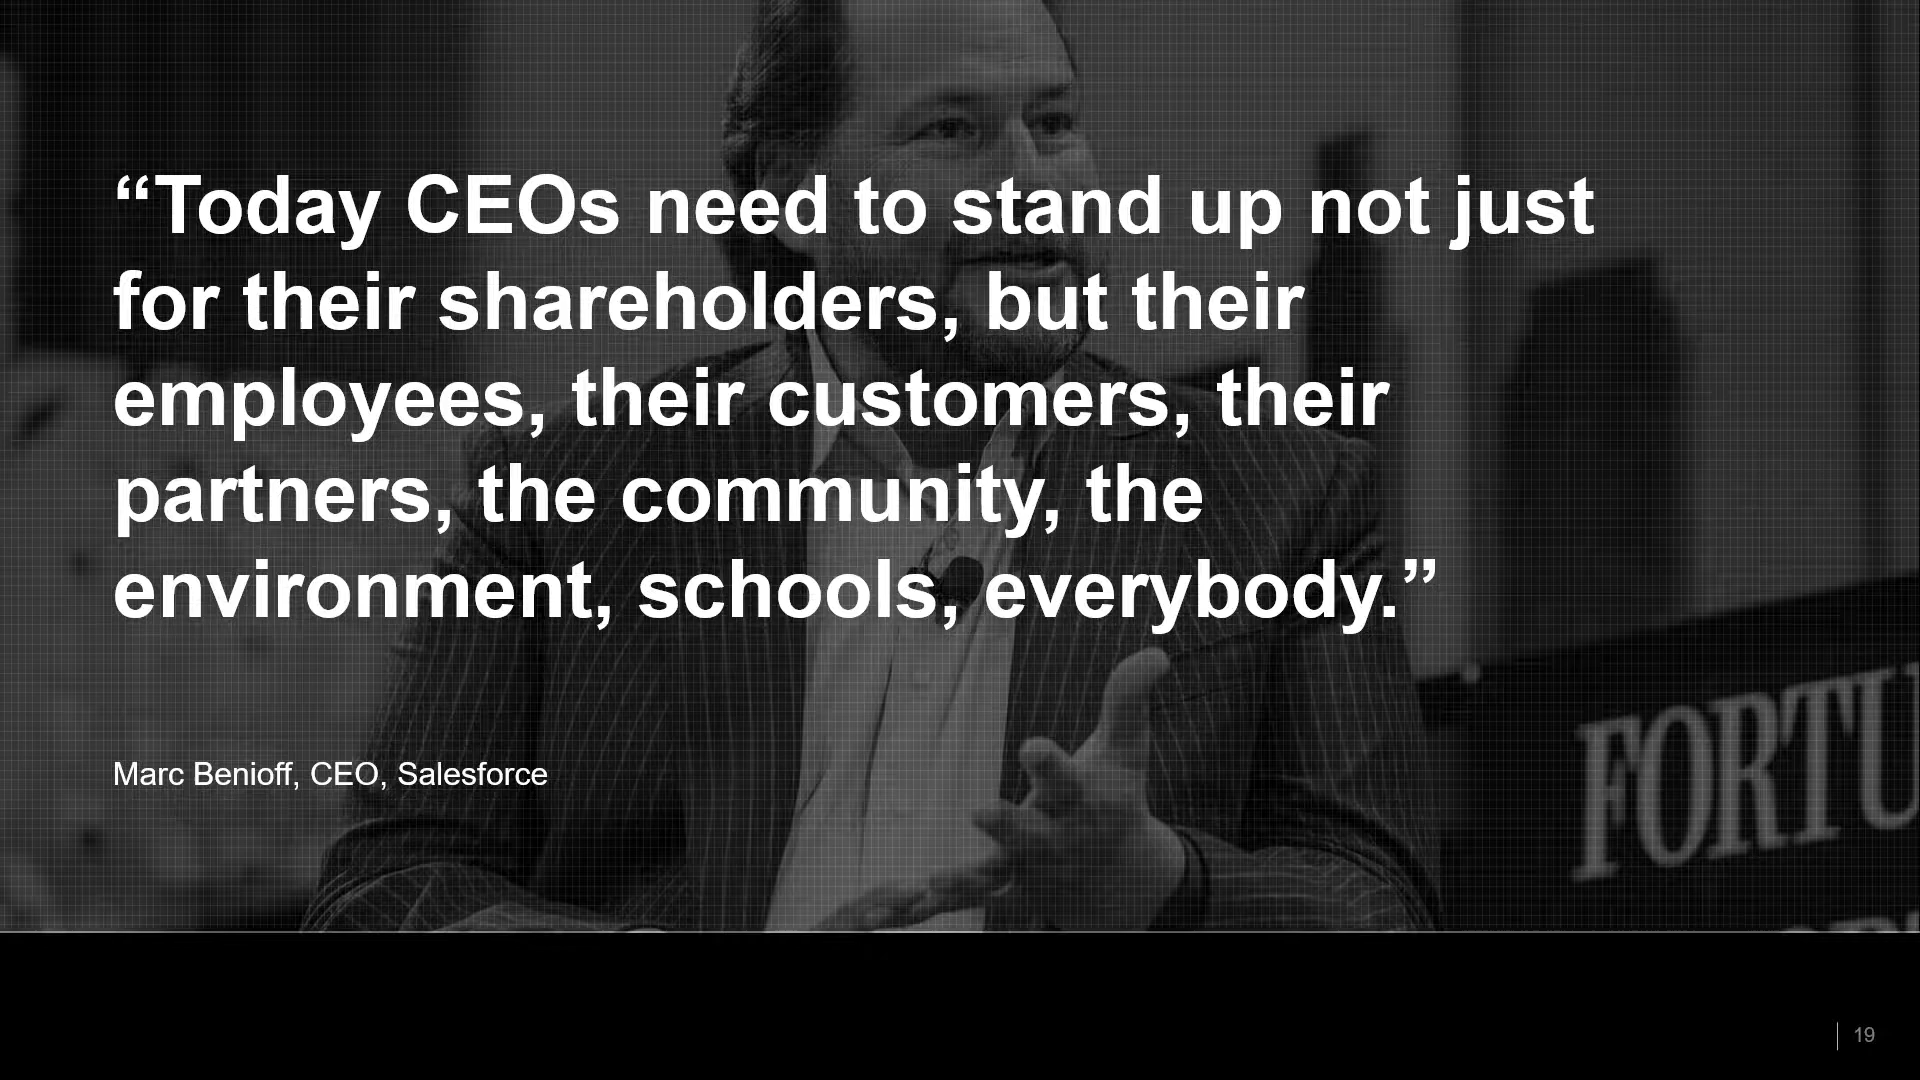 “Today CEOs need to stand up not just
for their shareholders, but their
employees, their customers, their
partners, the community, the
environment, schools, everybody.”
Marc Benioff, CEO, Salesforce
FORTU
19